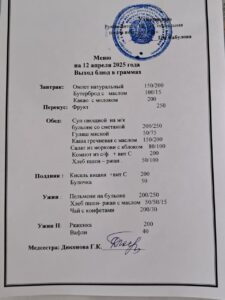 Меню
на 12 апреля 2025 года
Выход блюд в граммах
Завтрак: Омлет натуральный 150/200
Бутерброд с маслом 100/15
Какао с молоком 200
Перекус: Фрукт 250
Обед: Суп овощной на м/к
бульоне со сметаной 200/250
Гуляш мясной 50/75
Каша гречневая с маслом 150/200
Салат из моркови с яблоком 80/100
Компот из с/ф + вит С 200
Хлеб пшен – ржан 50/100
Полдник: Кисель вишня +вит С 200
Булочка 50
Ужин: Пельмени на бульоне 200/250
Хлеб пшен- ржан с маслом 50/50/15
Чай с конфетами 200/30
Ужин II: Ряженка 200
Вафли 40
Медсестра: Дюсенова Г.К.